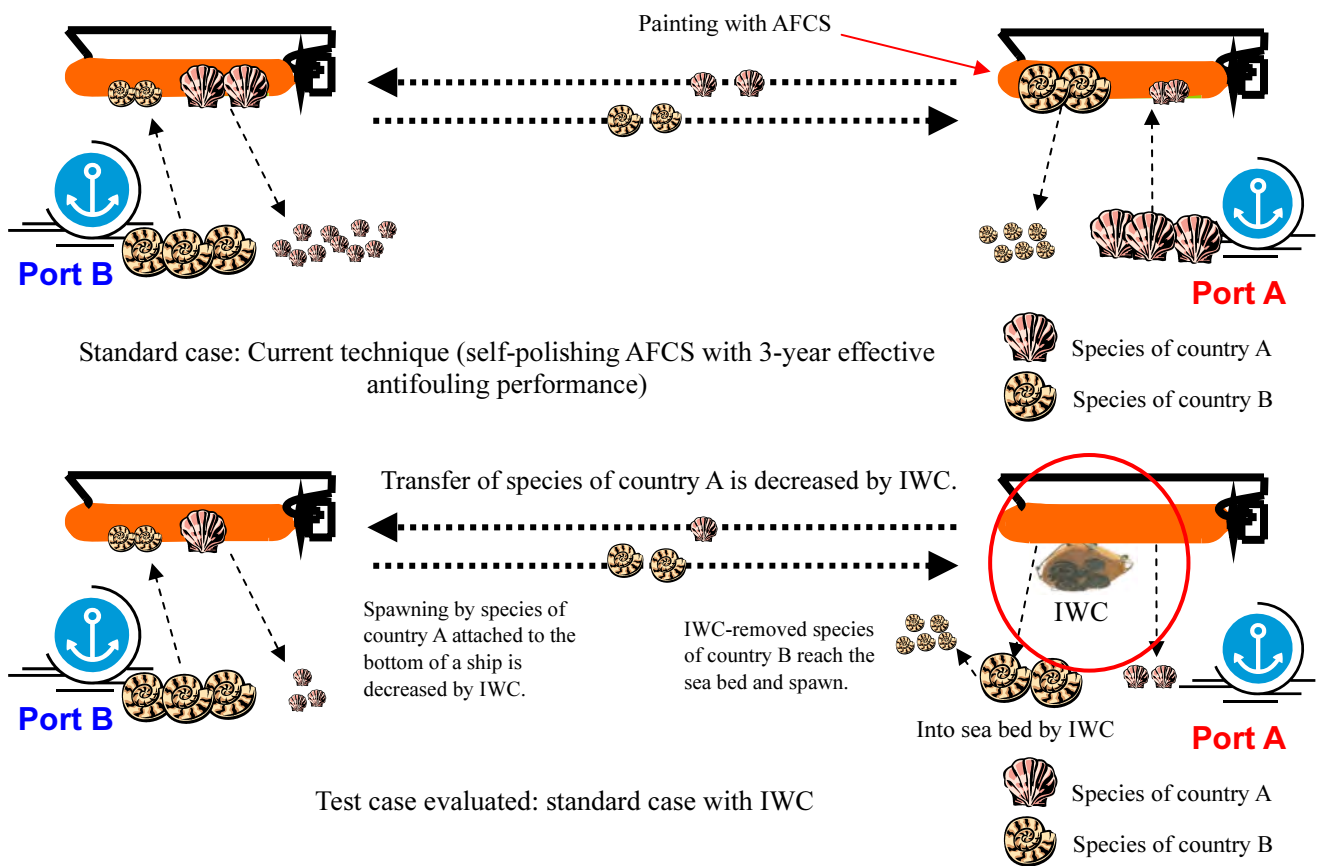 Painting with AFCS
Port B
Port A
Standard case: Current technique (self-polishing AFCS with 3-year effective
antifouling performance)
Species of country A
Species of country B
Transfer of species of country A is decreased by IWC.
Spawning by species of
country A attached to the
bottom of a ship is
decreased by IWC.
IWC-removed species
of country B reach the
sea bed and spawn.
IWC
Port B
Into sea bed by IWC
Port A
Test case evaluated: standard case with IWC
Species of country A
Species of country B